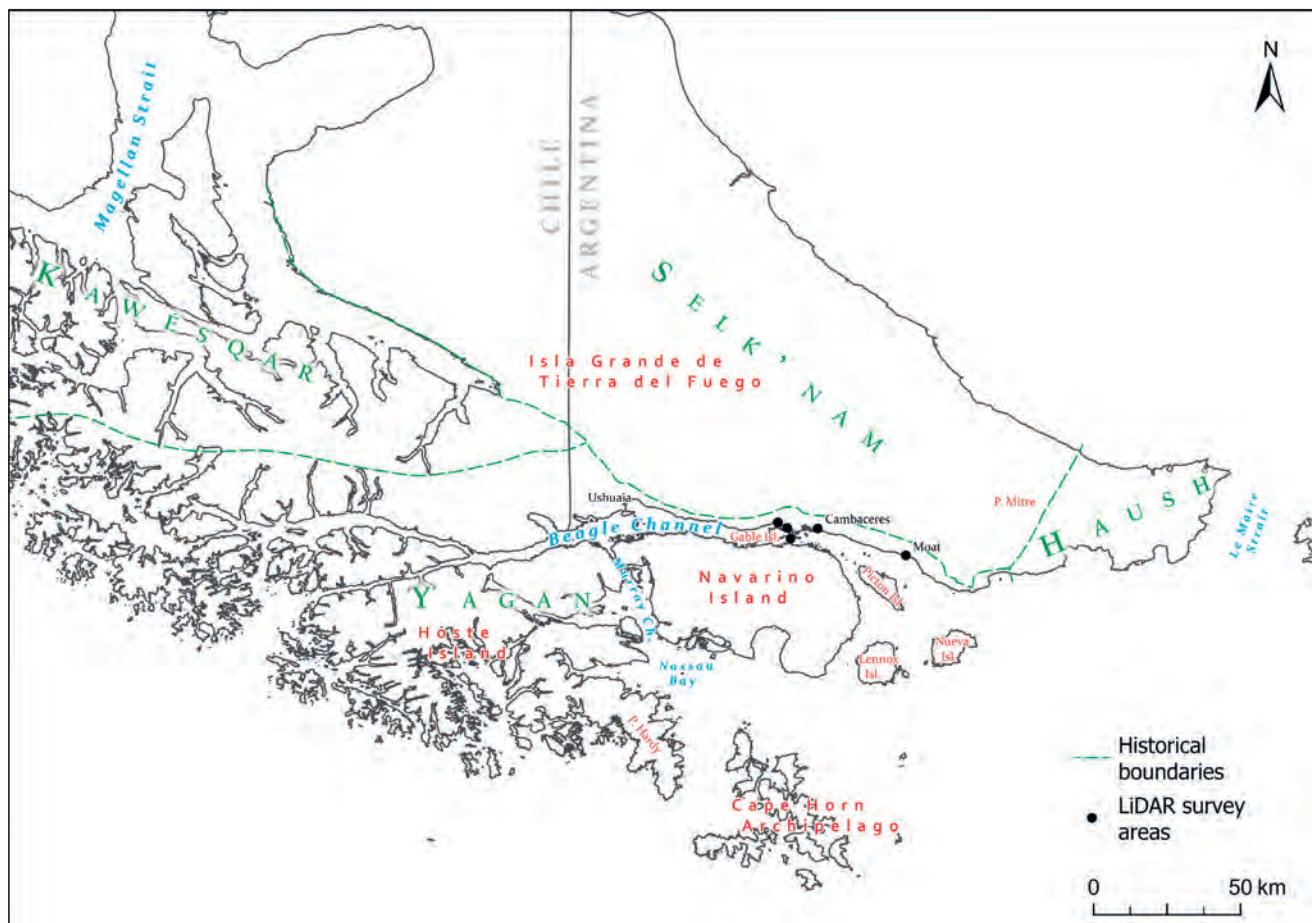 N
Magellan Strait
CHILE
ARGENTINA
KAWÉSQAR
SELK'NAM
Isla Grande de
Tierra del Fuego
P. Mitre
HAUSH
Le Maire
Strait
Ushuaia
Beagle Channel
Gable Isl.
Cambaceres
Moat
Murray Ch.
Navarino
Island
Picton Isl.
YAGAN
Hoste
Island
Nassau
Bay
Lennox
Isl.
Nueva
Isl.
P. Hardy
Cape Horn
Archipelago
Historical
boundaries
LiDAR survey
areas
0 50 km